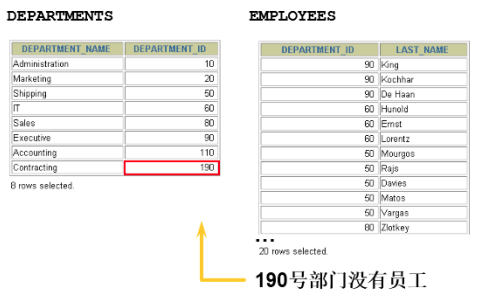 DEPARTMENTS
DEPARTMENT_NAME DEPARTMENT_ID
Administration 10
Marketing 20
Shipping 50
IT 60
Sales 80
Executive 90
Accounting 110
Contracting 190
8 rows selected.
EMPLOYEES
DEPARTMENT_ID LAST_NAME
90 King
90 Kochhar
90 De Haan
60 Hunold
60 Ernst
60 Lorentz
50 Mourgos
50 Rajs
50 Davies
50 Matos
50 Vargas
80 Zlotkey
...
20 rows selected.
190号部门没有员工